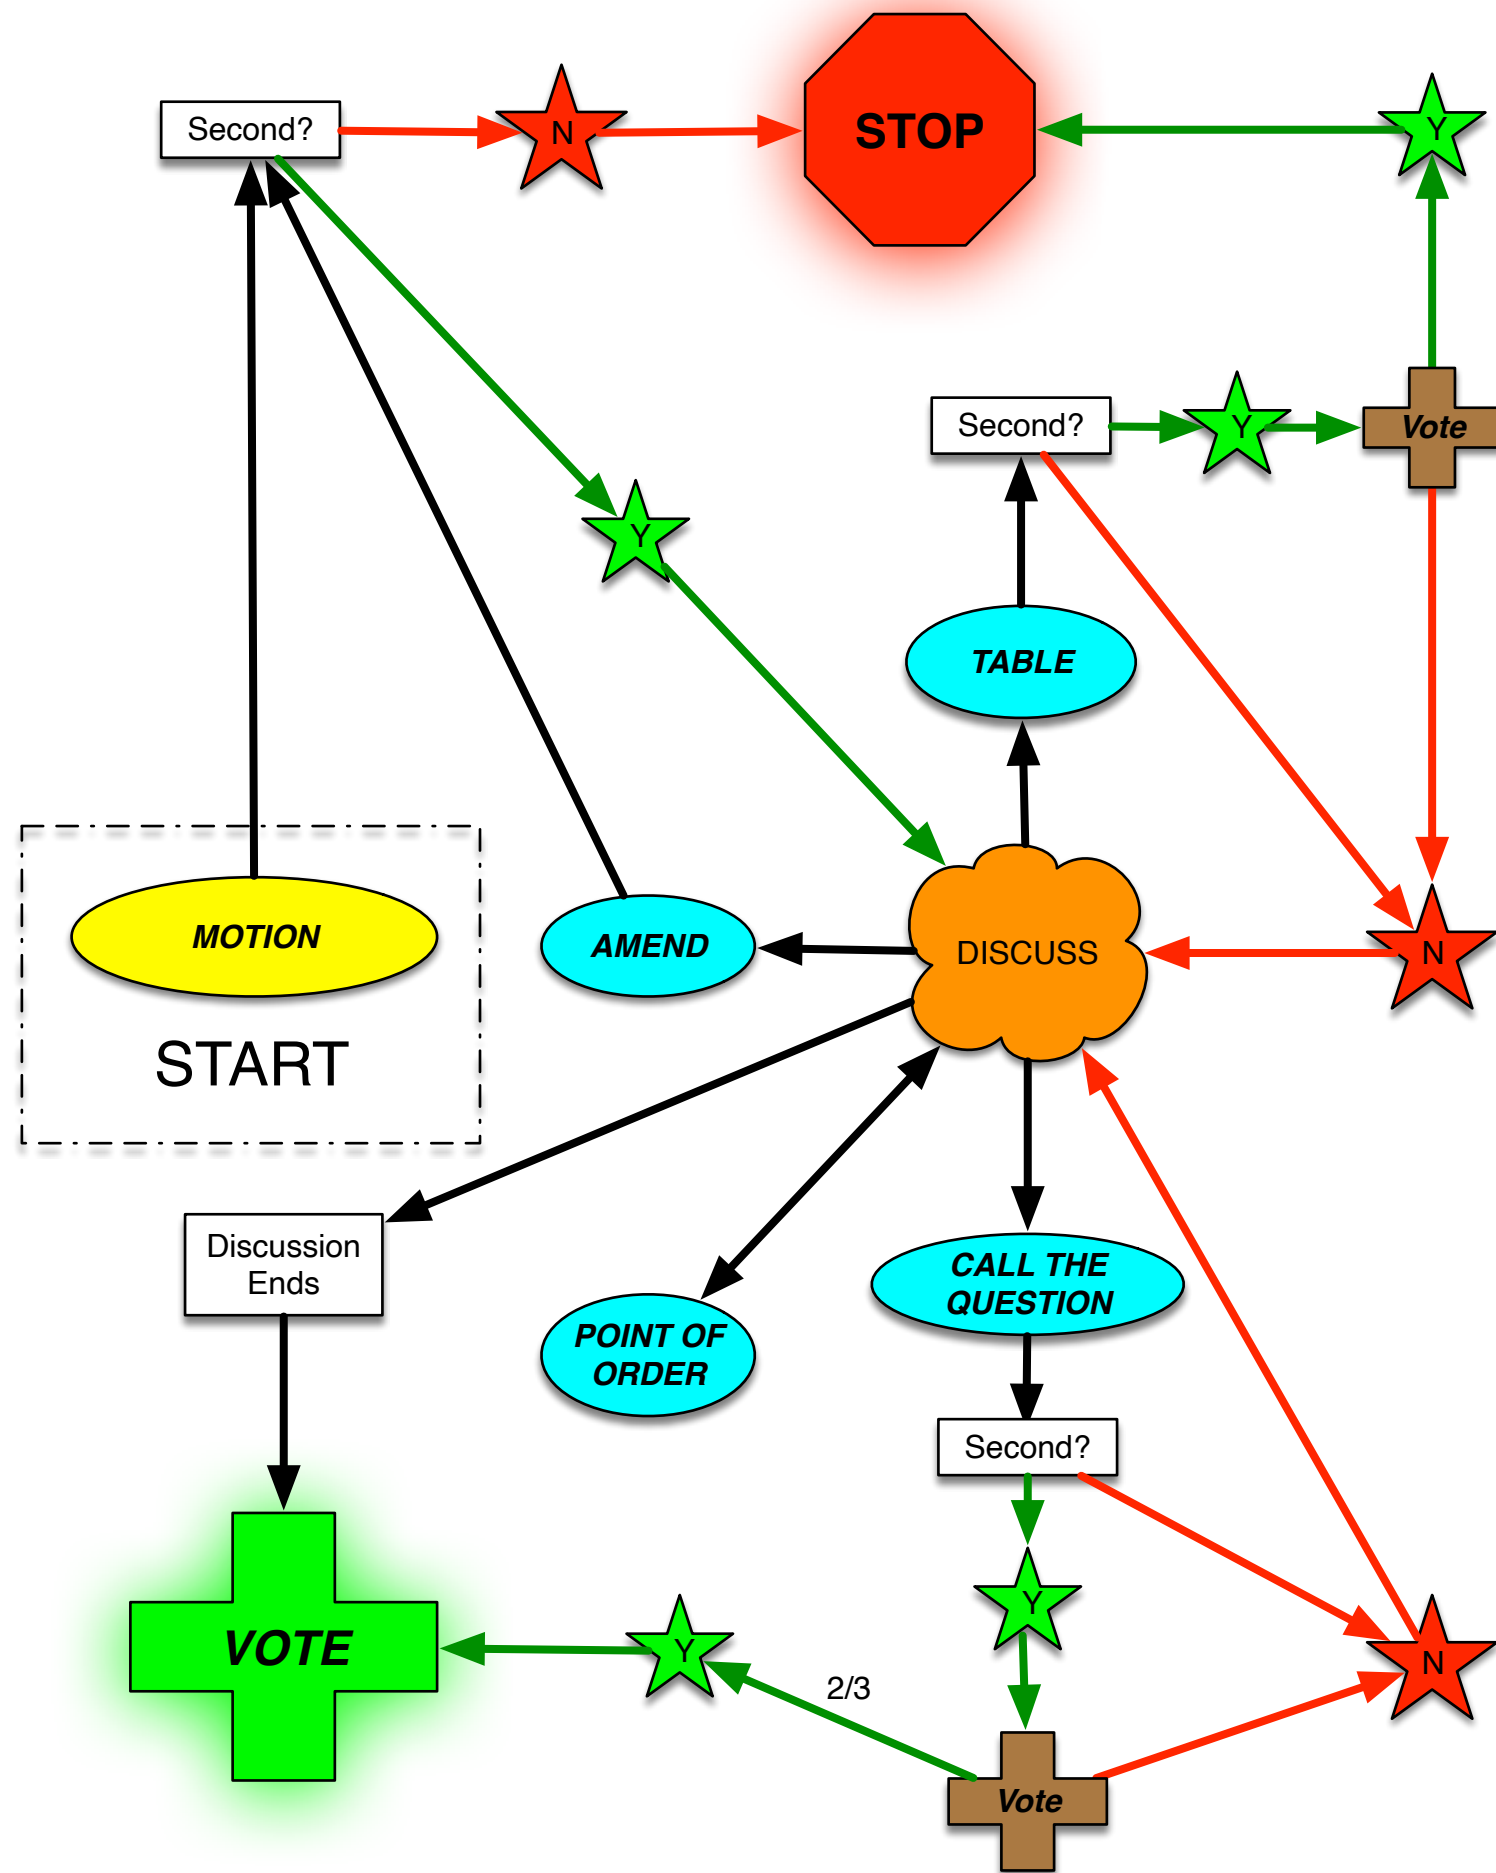 Second?
N
STOP
Y
Second?
Y
Vote
Y
TABLE
MOTION
AMEND
DISCUSS
N
START
Discussion
Ends
CALL THE
QUESTION
POINT OF
ORDER
Second?
Y
VOTE
Y
2/3
N
Vote